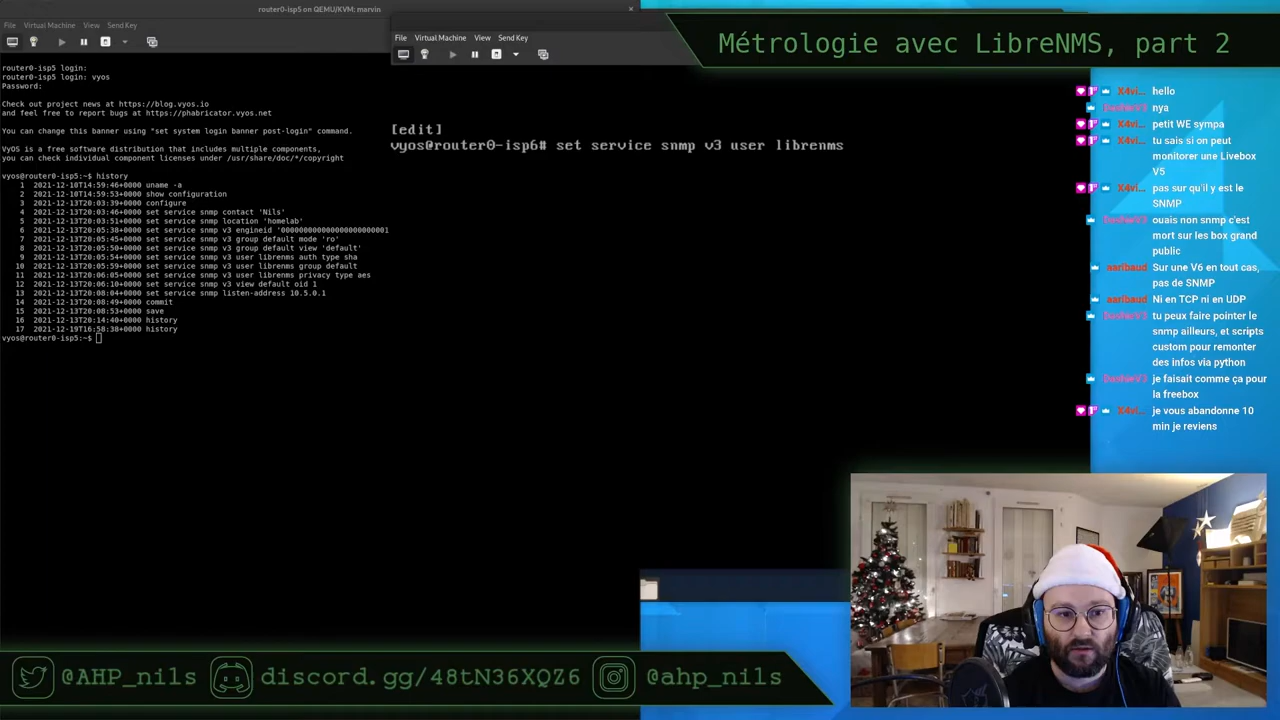 router0-isp5 on QEMU/KVM: marvin
File Virtual Machine View Send Key
router0-isp5 login:
router0-isp5 login: vyos
Password:
Check out project news at https://blog.vyos.io
and feel free to report bugs at https://phabricator.vyos.net
You can change this banner using "set system login banner post-login" command.
VyOS is a free software distribution that includes multiple components,
you can check individual component licenses under /usr/share/doc/*/copyright
vyos@router0-isp5:~$ history
1 2021-12-10T14:59:46+0000 uname -a
2 2021-12-10T14:59:53+0000 show configuration
3 2021-12-13T20:03:39+0000 configure
4 2021-12-13T20:03:46+0000 set service snmp contact 'Nils'
5 2021-12-13T20:03:51+0000 set service snmp location 'homelab'
6 2021-12-13T20:05:38+0000 set service snmp v3 engineid '000000000000000000000001
7 2021-12-13T20:05:45+0000 set service snmp v3 group default mode 'ro'
8 2021-12-13T20:05:50+0000 set service snmp v3 group default view 'default'
9 2021-12-13T20:05:54+0000 set service snmp v3 user librenms auth type sha
10 2021-12-13T20:05:59+0000 set service snmp v3 user librenms group default
11 2021-12-13T20:06:05+0000 set service snmp v3 user librenms privacy type aes
12 2021-12-13T20:06:10+0000 set service snmp v3 view default oid 1
13 2021-12-13T20:08:04+0000 set service snmp listen-address 10.5.0.1
14 2021-12-13T20:08:49+0000 commit
15 2021-12-13T20:08:53+0000 save
16 2021-12-13T20:14:40+0000 history
17 2021-12-19T16:58:38+0000 history
vyos@router0-isp5:~$
File Virtual Machine View Send Key
[edit]
vyos@router0-isp6# set service snmp v3 user librenms
Métrologie avec LibreNMS, part 2
X4vi... hello
DashieV3 nya
X4vi... petit WE sympa
X4vi... tu sais si on peut
monitorer une Livebox
V5
X4vi... pas sur qu'il y est le
SNMP
DashieV3 ouais non snmp c'est
mort sur les box grand
public
aaribaud Sur une V6 en tout cas,
pas de SNMP
aaribaud Ni en TCP ni en UDP
DashieV3 tu peux faire pointer le
snmp ailleurs, et scripts
custom pour remonter
des infos via python
DashieV3 je faisait comme ça pour
la freebox
X4vi... je vous abandonne 10
min je reviens
@AHP_nils discord.gg/48tN36XQZ6 @ahp_nils